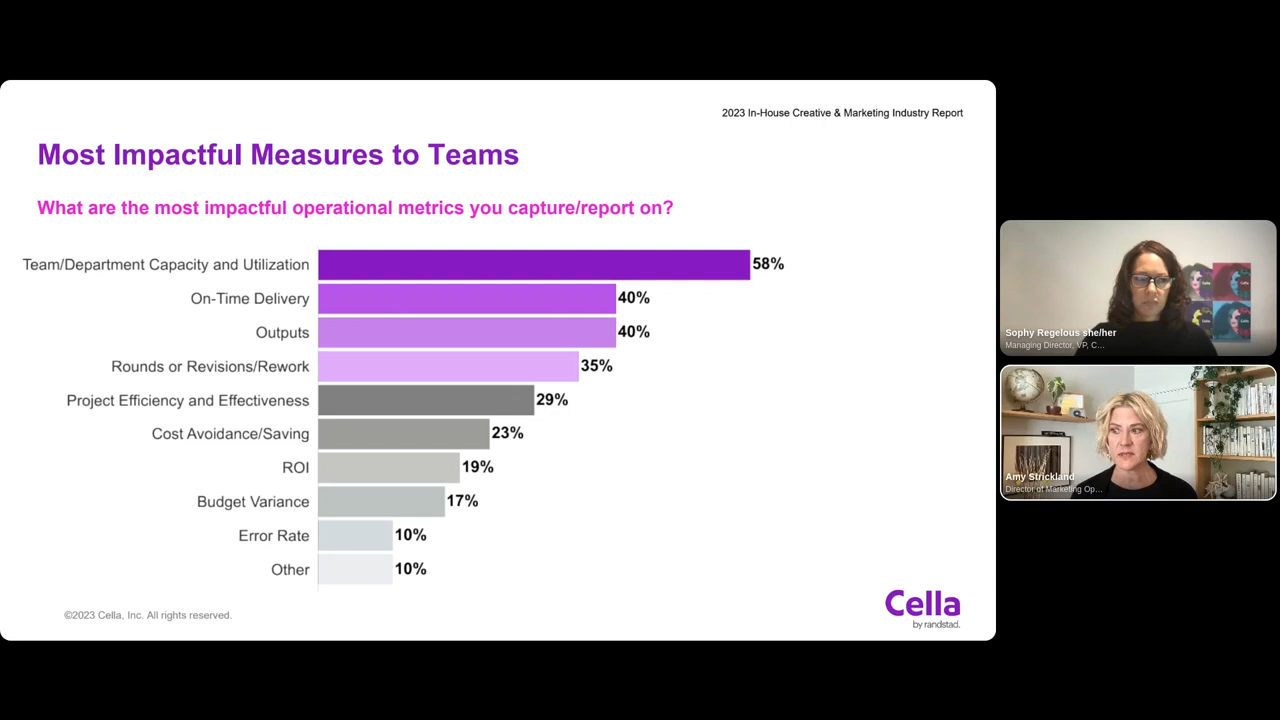 2023 In-House Creative & Marketing Industry Report
Most Impactful Measures to Teams
What are the most impactful operational metrics you capture/report on?
Team/Department Capacity and Utilization 58%
On-Time Delivery 40%
Outputs 40%
Rounds or Revisions/Rework 35%
Project Efficiency and Effectiveness 29%
Cost Avoidance/Saving 23%
ROI 19%
Budget Variance 17%
Error Rate 10%
Other 10%
©2023 Cella, Inc. All rights reserved.
Cella
by randstad.
Sophy Regelous she/her
Managing Director, VP, C...
Amy Strickland
Director of Marketing Op...